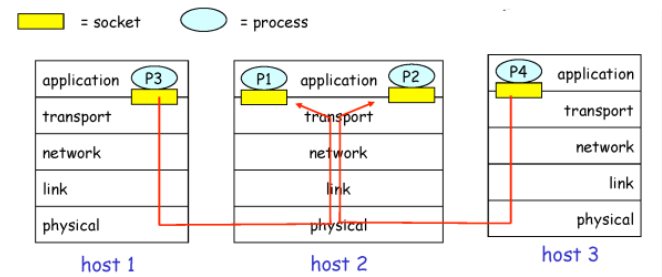 = socket
= process
application P3
transport
network
link
physical
host 1
P1 application P2
transport
network
link
physical
host 2
P4 application
transport
network
link
physical
host 3